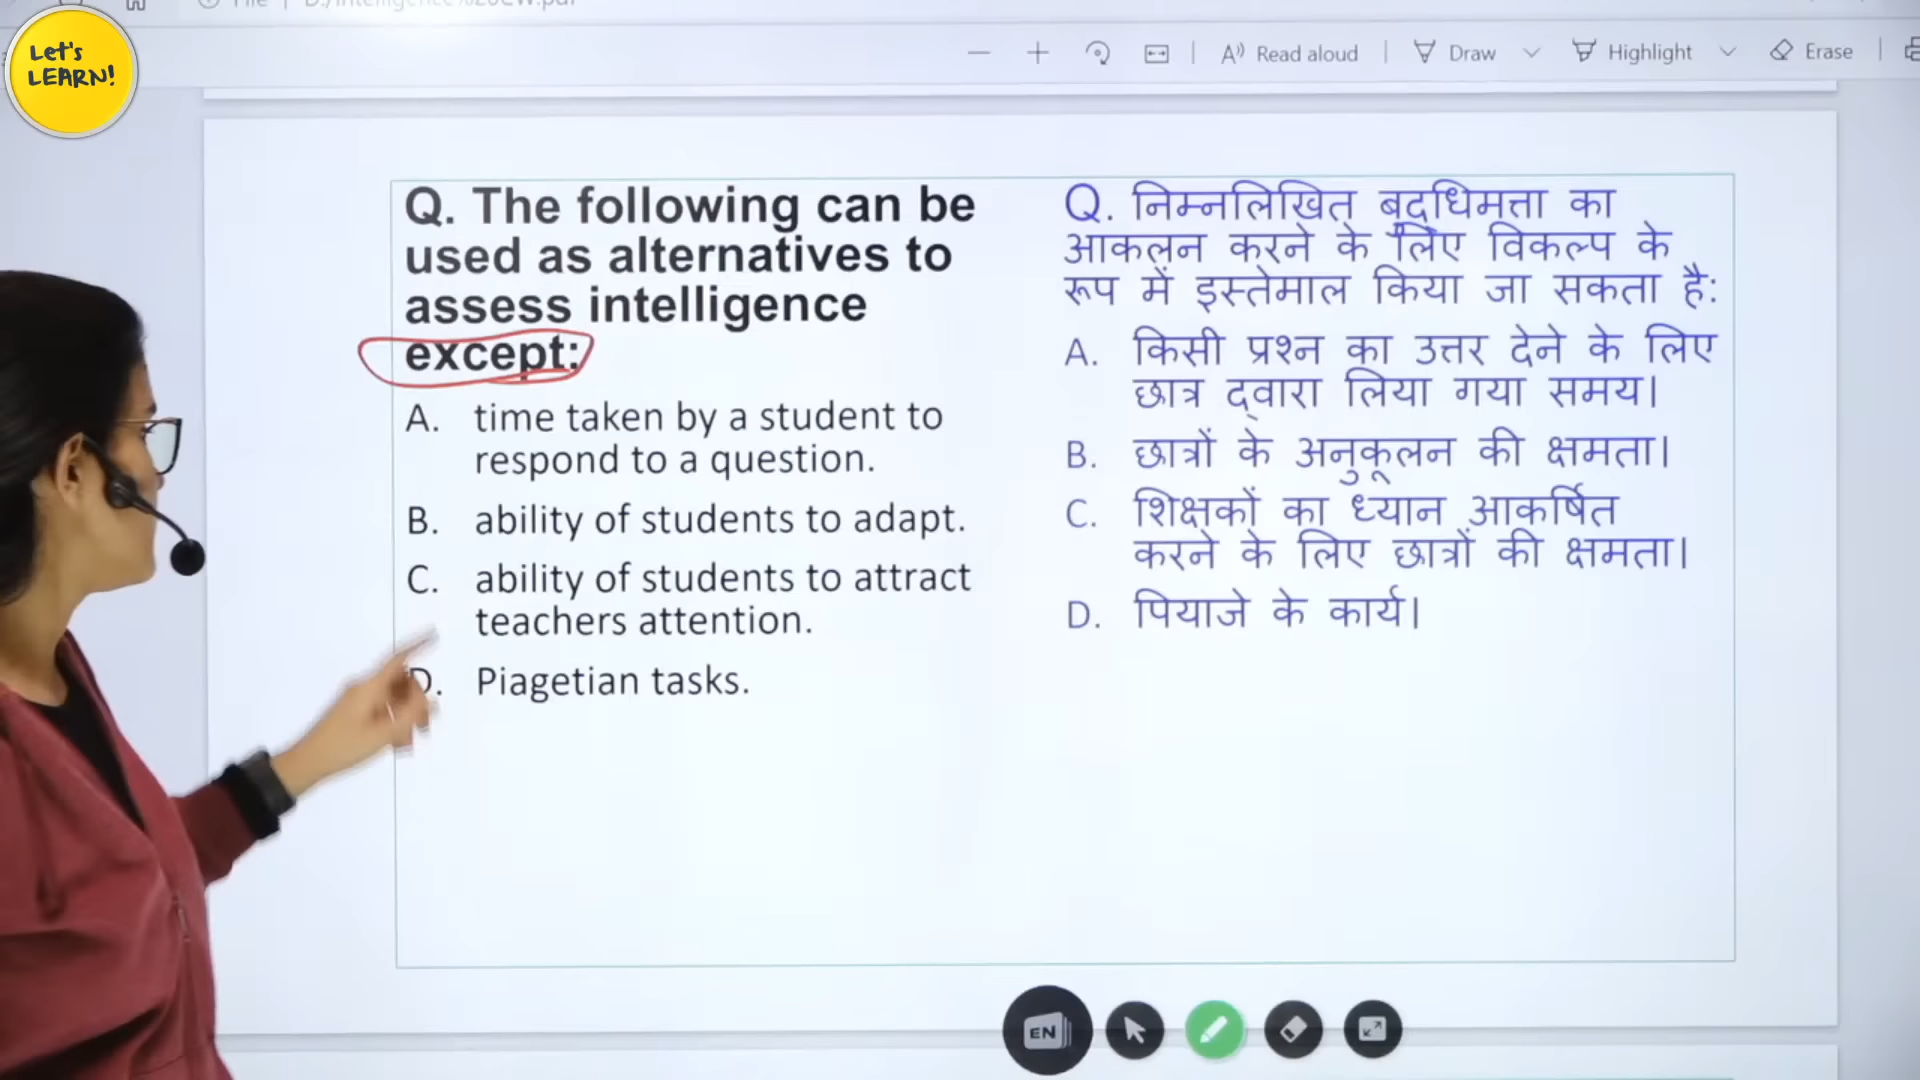 Let's
LEARN!
Read aloud
Draw
Highlight
Erase
Q. The following can be
used as alternatives to
assess intelligence
except:
A. time taken by a student to
respond to a question.
B. ability of students to adapt.
C. ability of students to attract
teachers attention.
D. Piagetian tasks.
Q. निम्नलिखित बुद्धिमत्ता का
आकलन करने के लिए विकल्प के
रूप में इस्तेमाल किया जा सकता है:
A. किसी प्रश्न का उत्तर देने के लिए
छात्र द्वारा लिया गया समय।
B. छात्रों के अनुकूलन की क्षमता।
C. शिक्षकों का ध्यान आकर्षित
करने के लिए छात्रों की क्षमता।
D. पियाजे के कार्य।
EN